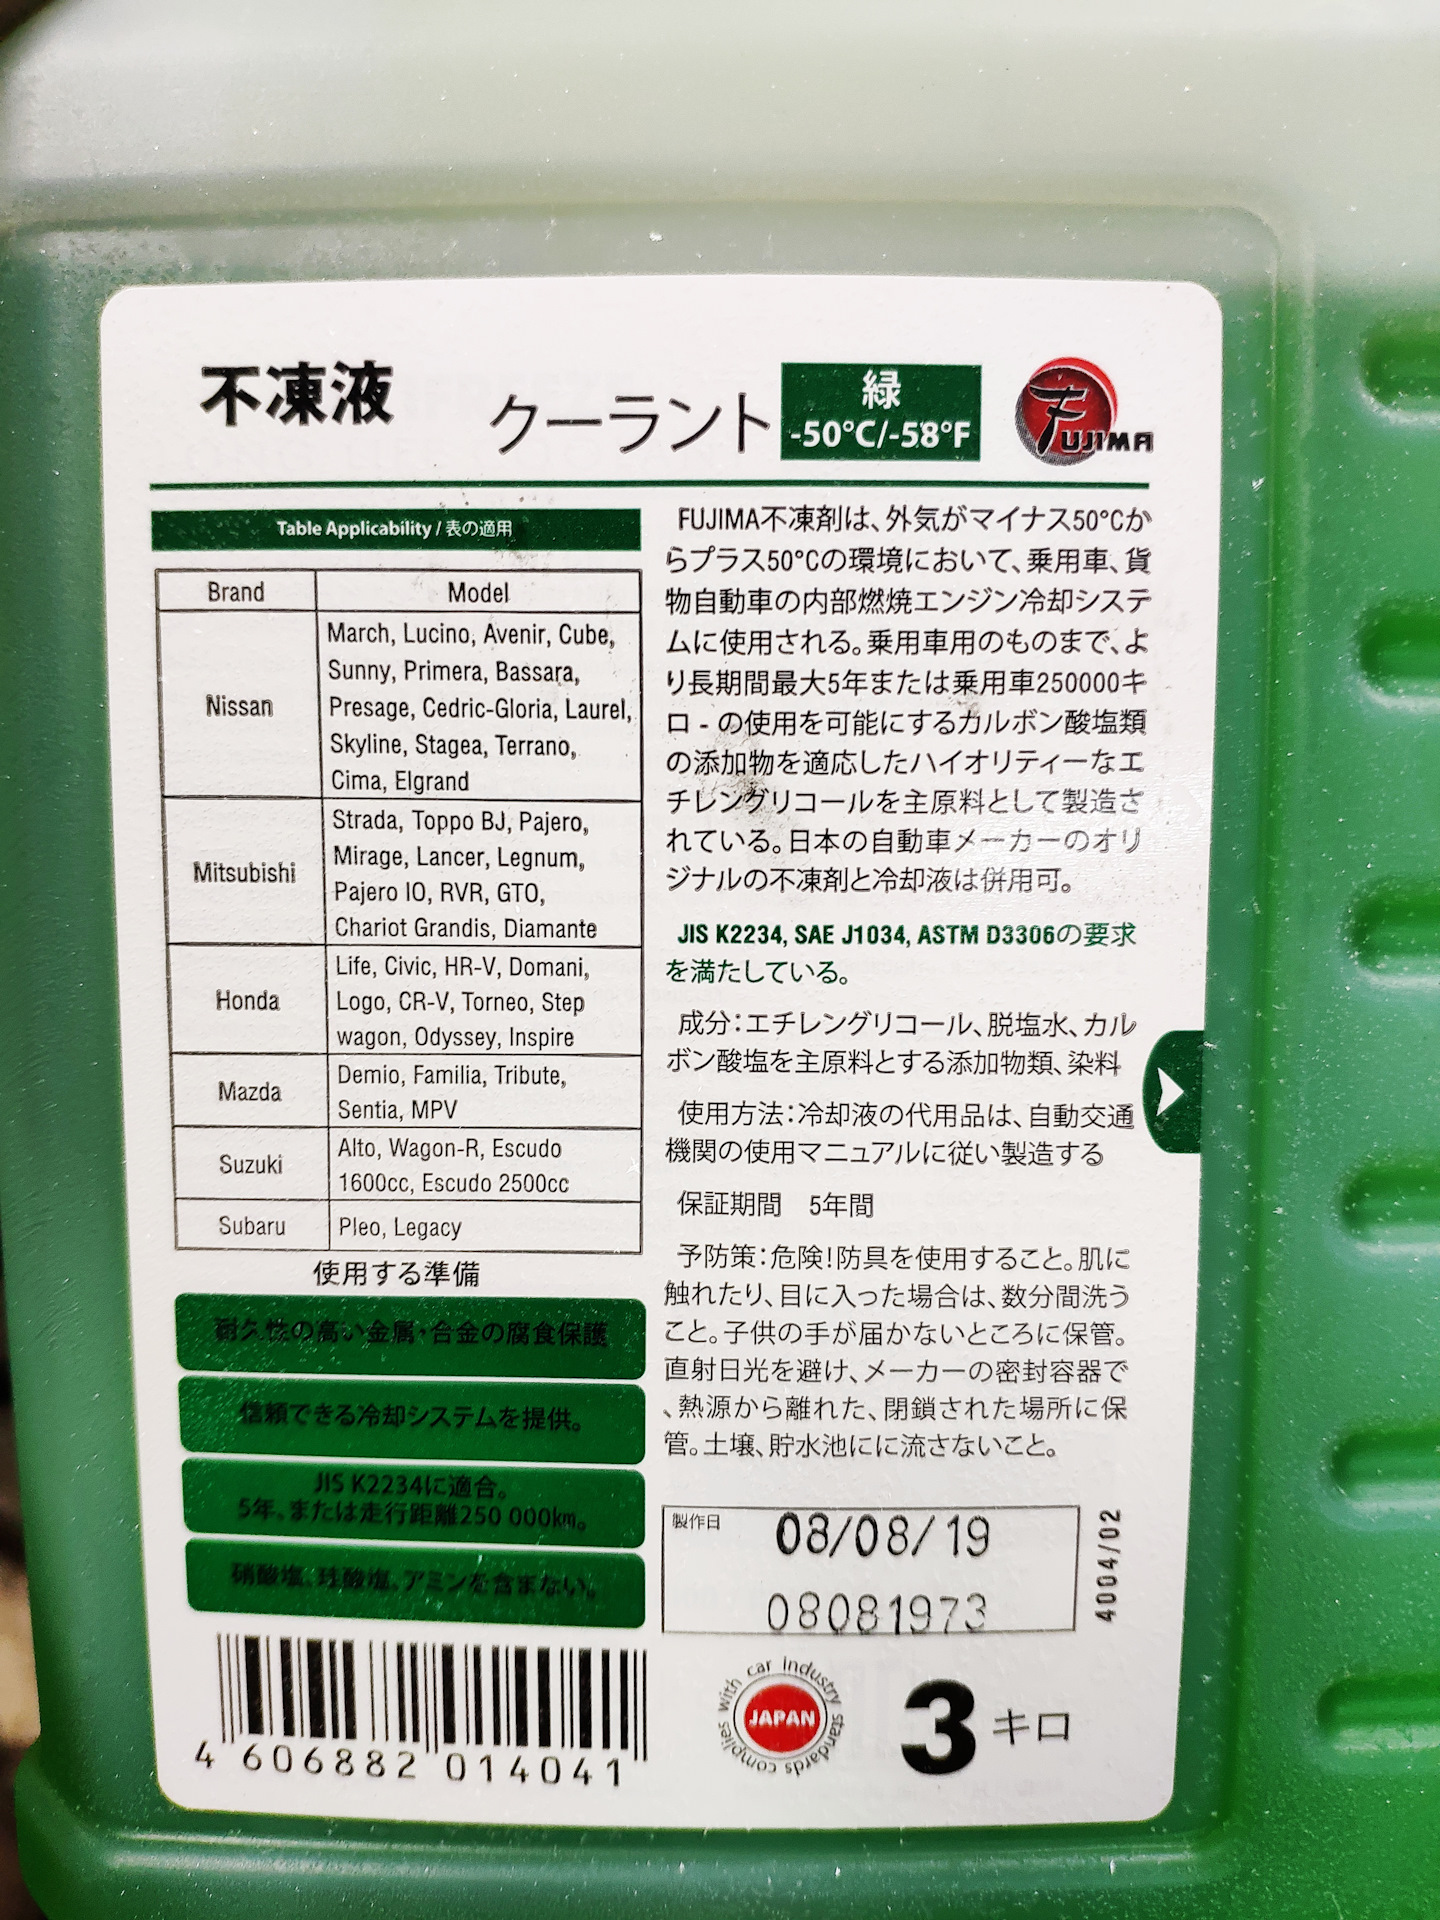 不凍液
クーラント
緑
-50°C/-58°F
FUJIMA
Table Applicability / 表の適用
Brand Model
Nissan
March, Lucino, Avenir, Cube,
Sunny, Primera, Bassara,
Presage, Cedric-Gloria, Laurel,
Skyline, Stagea, Terrano,
Cima, Elgrand
Mitsubishi
Strada, Toppo BJ, Pajero,
Mirage, Lancer, Legnum,
Pajero IO, RVR, GTO,
Chariot Grandis, Diamante
Honda
Life, Civic, HR-V, Domani,
Logo, CR-V, Torneo, Step
wagon, Odyssey, Inspire
Mazda
Demio, Familia, Tribute,
Sentia, MPV
Suzuki
Alto, Wagon-R, Escudo
1600cc, Escudo 2500cc
Subaru
Pleo, Legacy
使用する準備
耐久性の高い金属・合金の腐食保護
信頼できる冷却システムを提供。
JIS K2234に適合。
5年。または走行距離250 000km。
硝酸塩、珪酸塩、アミンを含まない。
4 606882 014041
FUJIMA不凍剤は、外気がマイナス50°Cか
らプラス50°Cの環境において、乗用車、貨
物自動車の内部燃焼エンジン冷却システ
ムに使用される。乗用車用のものまで、よ
り長期間最大5年または乗用車250000キ
ロ - の使用を可能にするカルボン酸塩類
の添加物を適応したハイオリティーなエ
チレングリコールを主原料として製造さ
れている。日本の自動車メーカーのオリ
ジナルの不凍剤と冷却液は併用可。
JIS K2234, SAE J1034, ASTM D3306の要求
を満たしている。
成分：エチレングリコール、脱塩水、カル
ボン酸塩を主原料とする添加物類、染料
使用方法：冷却液の代用品は、自動交通
機関の使用マニュアルに従い製造する
保証期間　5年間
予防策：危険！防具を使用すること。肌に
触れたり、目に入った場合は、数分間洗う
こと。子供の手が届かないところに保管。
直射日光を避け、メーカーの密封容器で
、熱源から離れた、閉鎖された場所に保
管。土壌、貯水池にに流さないこと。
製作日
08/08/19
08081973
4004/02
complies with car industry standards
JAPAN
3 キロ